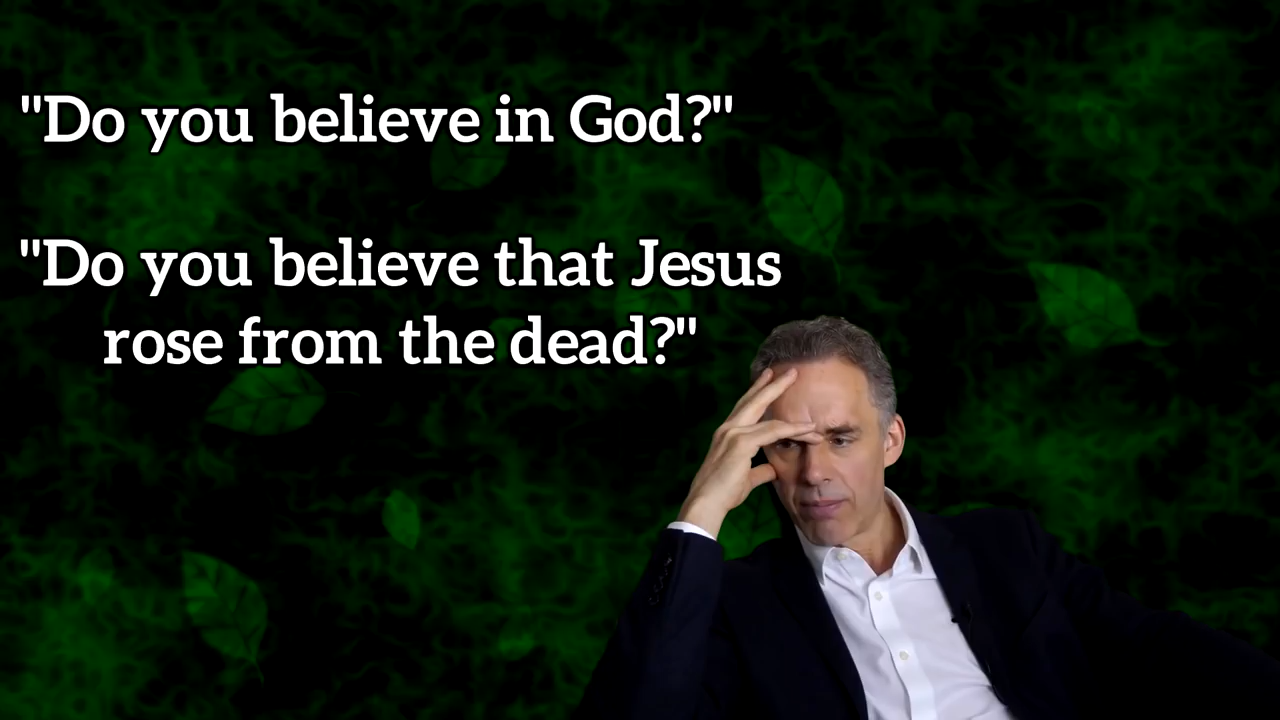 "Do you believe in God?"
"Do you believe that Jesus
rose from the dead?"